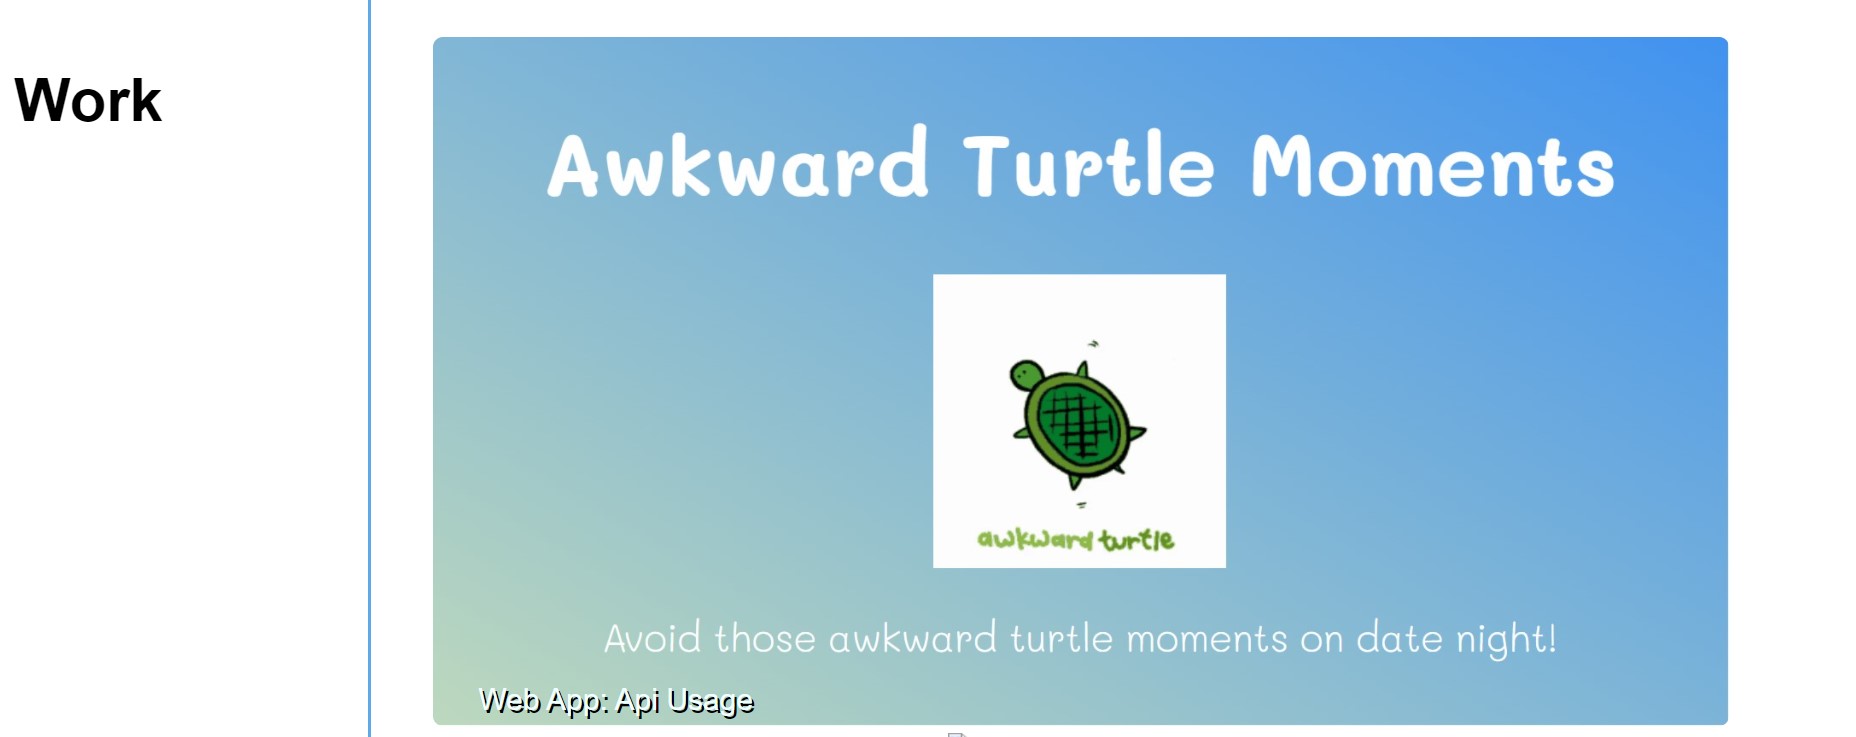 Work
Awkward Turtle Moments
awkward turtle
Avoid those awkward turtle moments on date night!
Web App: Api Usage